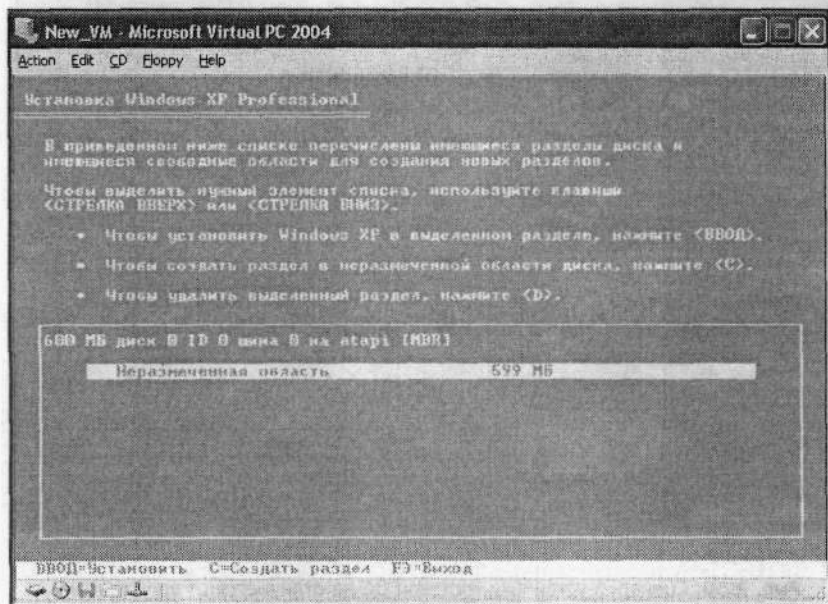 New_VM - Microsoft Virtual PC 2004
Action Edit CD Floppy Help
Установка Windows XP Professional
В приведенном ниже списке перечислены имеющиеся разделы диска и
имеющиеся свободные области для создания новых разделов.
Чтобы выделить нужный элемент списка, используйте клавиши
<СТРЕЛКА ВВЕРХ> или <СТРЕЛКА ВНИЗ>.
• Чтобы установить Windows XP в выделенном разделе, нажмите <ВВОД>.
• Чтобы создать раздел в неразмеченной области диска, нажмите <C>.
• Чтобы удалить выделенный раздел, нажмите <D>.
600 МБ диск 0 ID 0 шина 0 на atapi [MBR]
Неразмеченная область 599 МБ
ВВОД=Установить C=Создать раздел F3=Выход